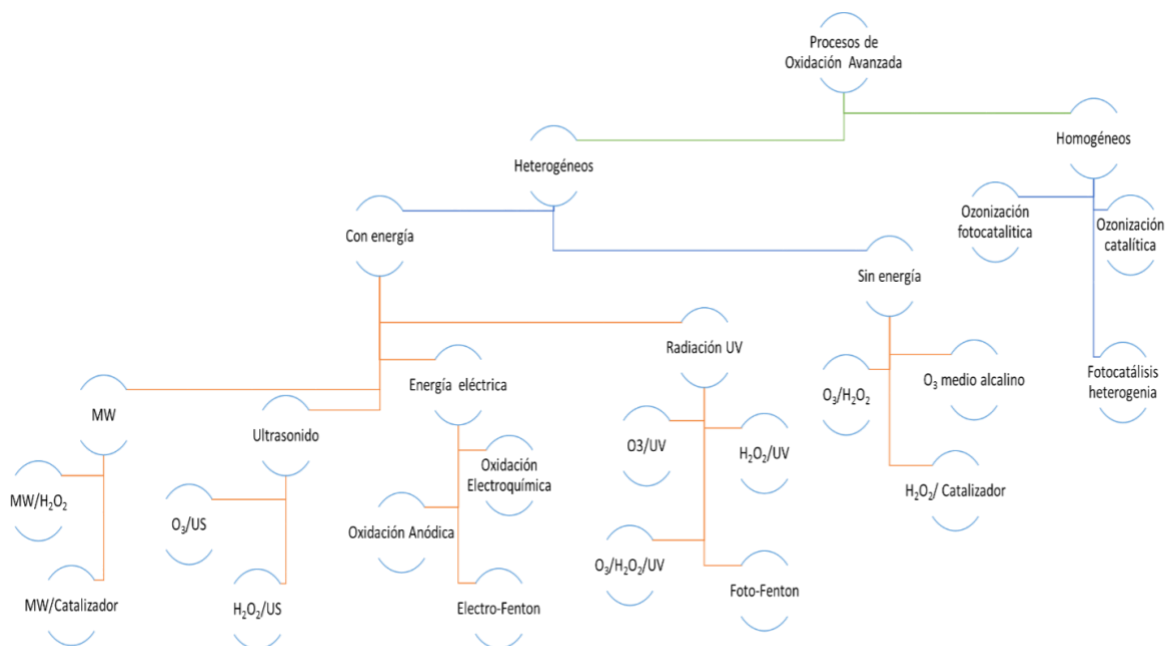 Procesos de
Oxidación Avanzada
Heterogéneos
Homogéneos
Con energía
Sin energía
Ozonización
fotocatalitica
Ozonización
catalítica
Fotocatálisis
heterogenia
MW
Ultrasonido
Energía eléctrica
Radiación UV
O₃/H₂O₂
O₃ medio alcalino
H₂O₂/ Catalizador
MW/H₂O₂
MW/Catalizador
O₃/US
H₂O₂/US
Oxidación
Electroquímica
Oxidación Anódica
Electro-Fenton
O3/UV
H₂O₂/UV
O₃/H₂O₂/UV
Foto-Fenton